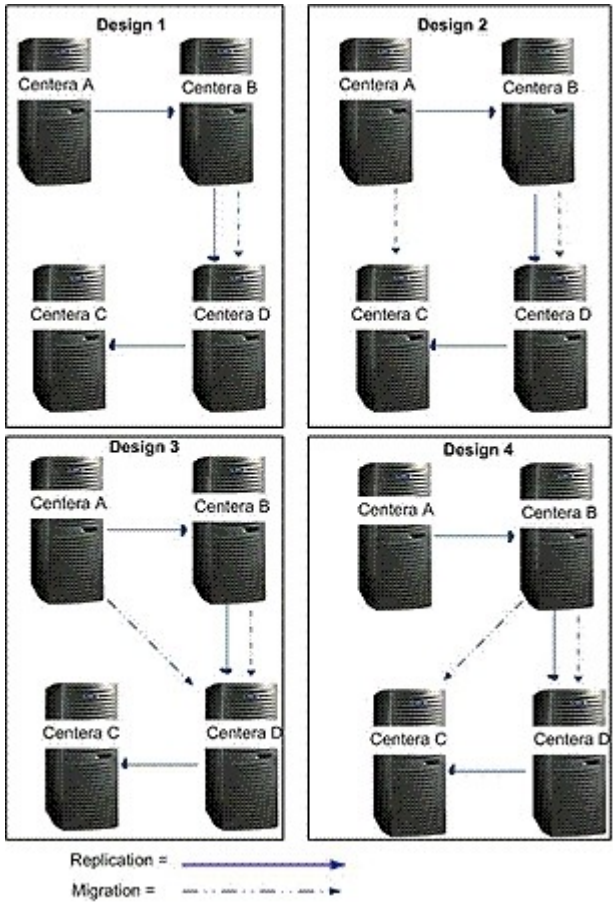 Design 1
Centera A
Centera B
Centera C
Centera D
Design 2
Centera A
Centera B
Centera C
Centera D
Design 3
Centera A
Centera B
Centera C
Centera D
Design 4
Centera A
Centera B
Centera C
Centera D
Replication =
Migration =